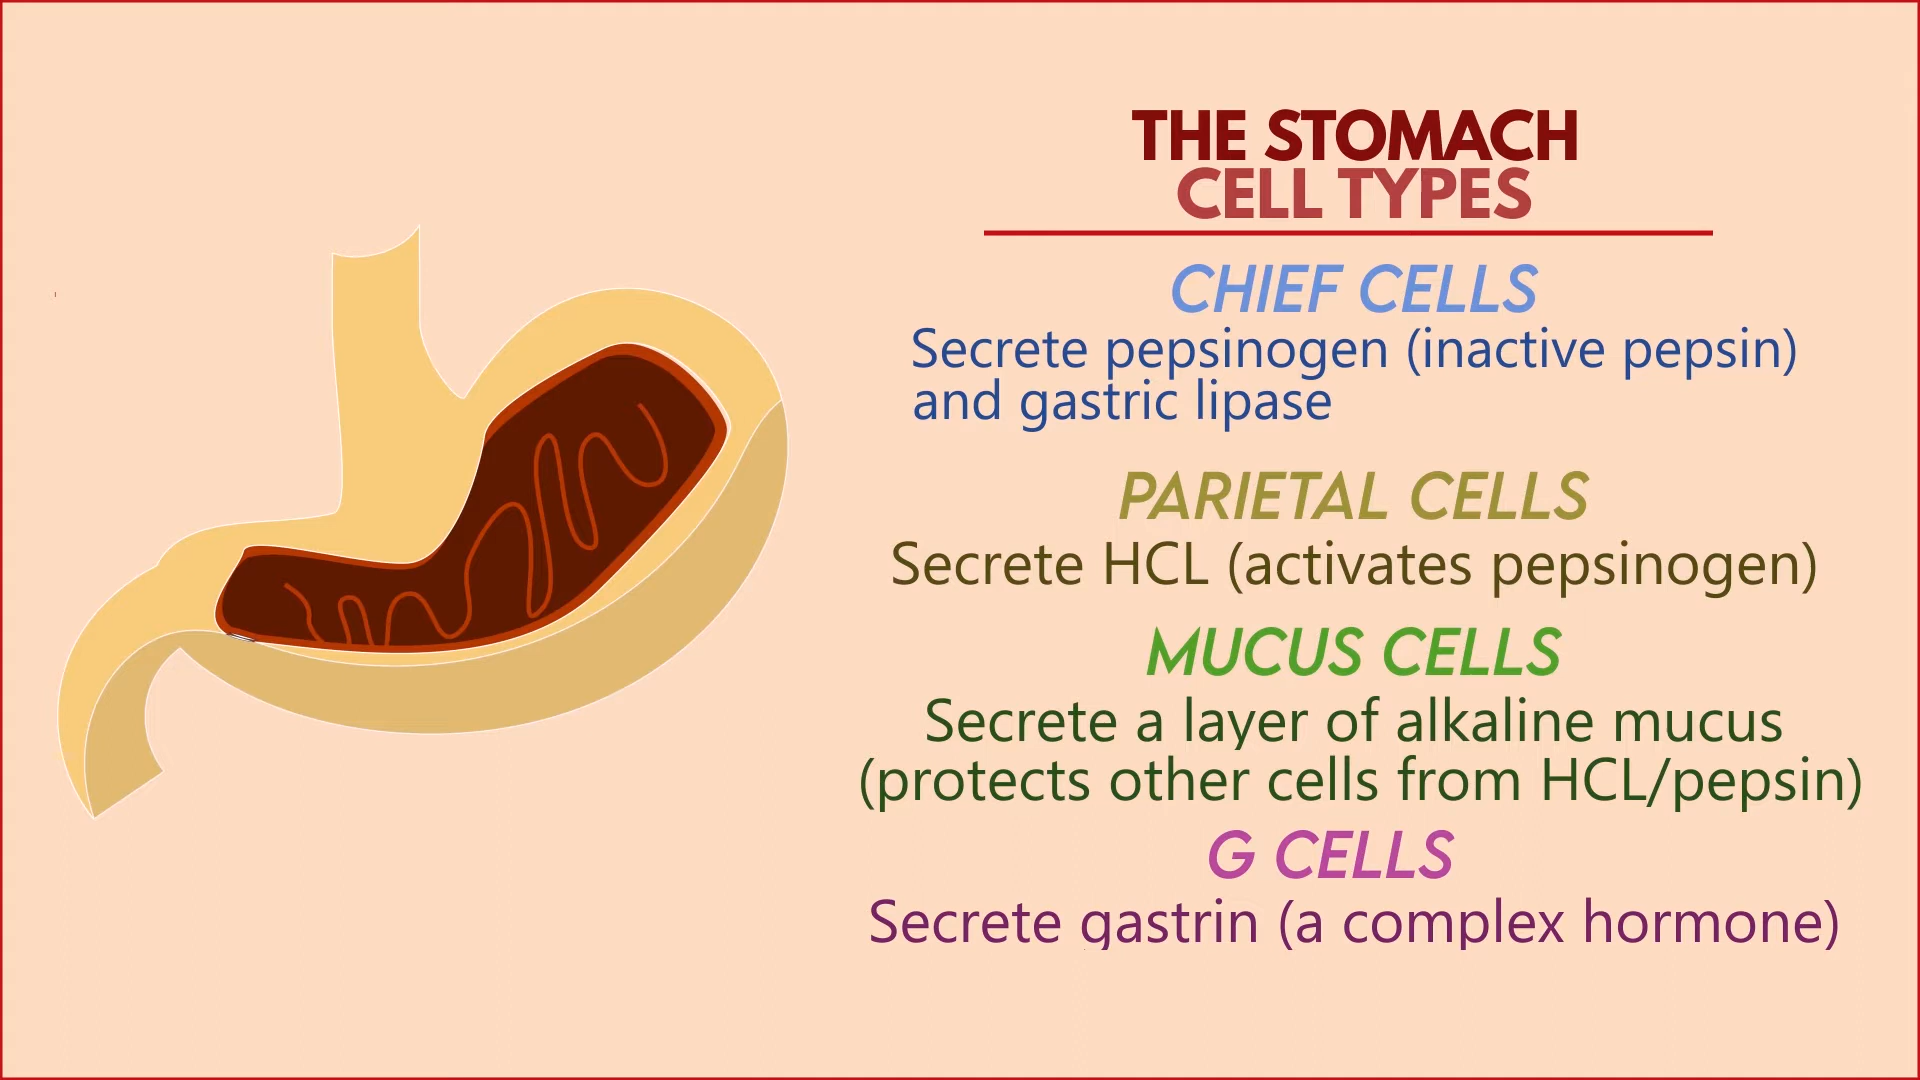 THE STOMACH
CELL TYPES
CHIEF CELLS
Secrete pepsinogen (inactive pepsin)
and gastric lipase
PARIETAL CELLS
Secrete HCL (activates pepsinogen)
MUCUS CELLS
Secrete a layer of alkaline mucus
(protects other cells from HCL/pepsin)
G CELLS
Secrete gastrin (a complex hormone)